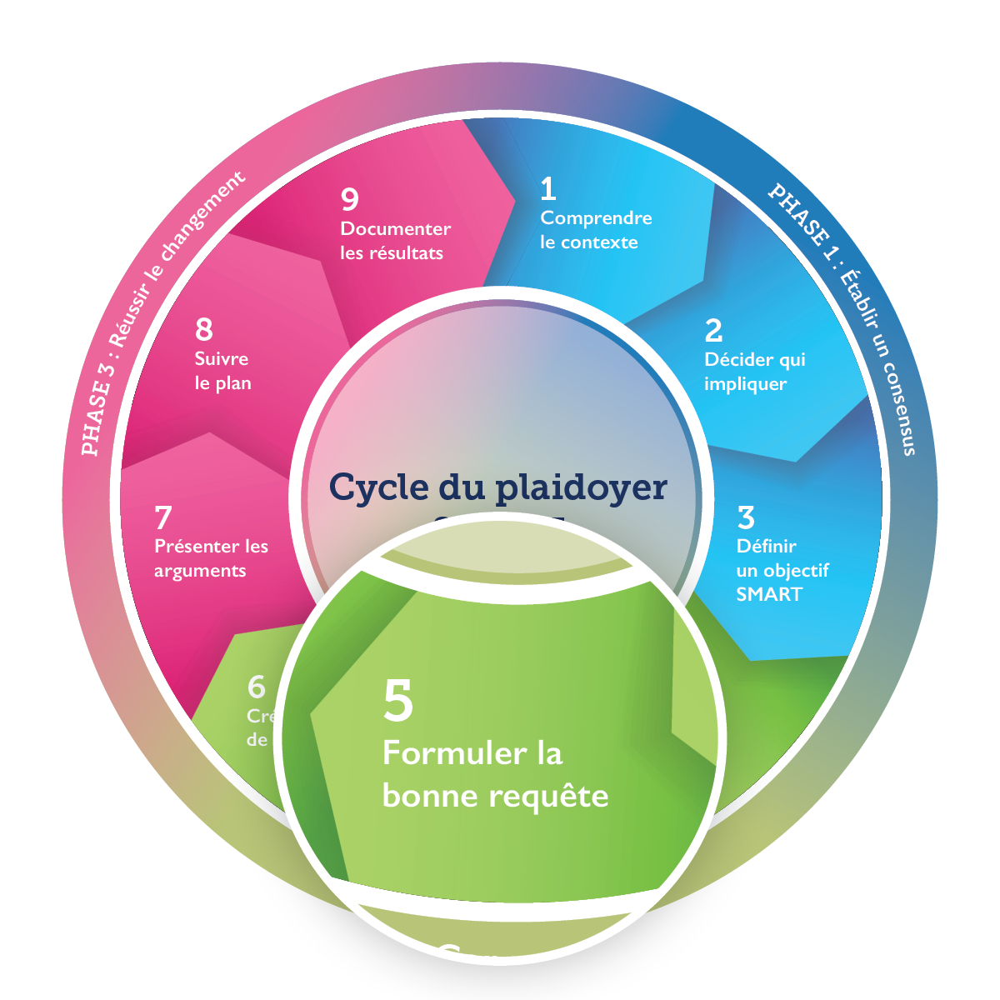 PHASE 1 : Établir un consensus
PHASE 3 : Réussir le changement
1
Comprendre
le contexte
2
Décider qui
impliquer
3
Définir
un objectif
SMART
5
Formuler la
bonne requête
6
de
7
Présenter les
arguments
8
Suivre
le plan
9
Documenter
les résultats
Cycle du plaidoyer